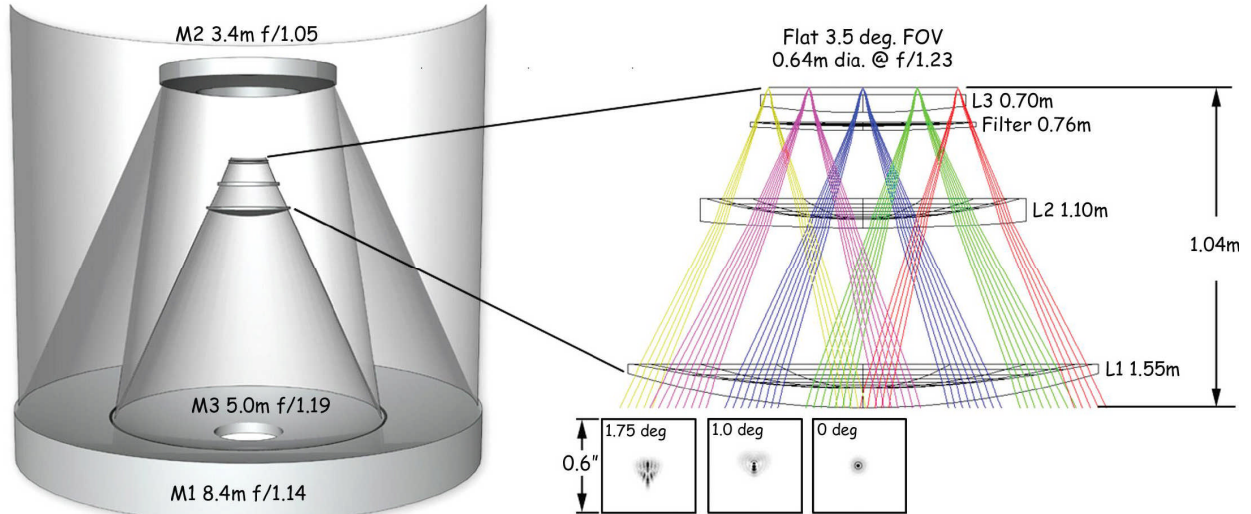 M2 3.4m f/1.05
M3 5.0m f/1.19
M1 8.4m f/1.14
Flat 3.5 deg. FOV
0.64m dia. @ f/1.23
L3 0.70m
Filter 0.76m
L2 1.10m
1.04m
L1 1.55m
0.6"
1.75 deg
1.0 deg
0 deg